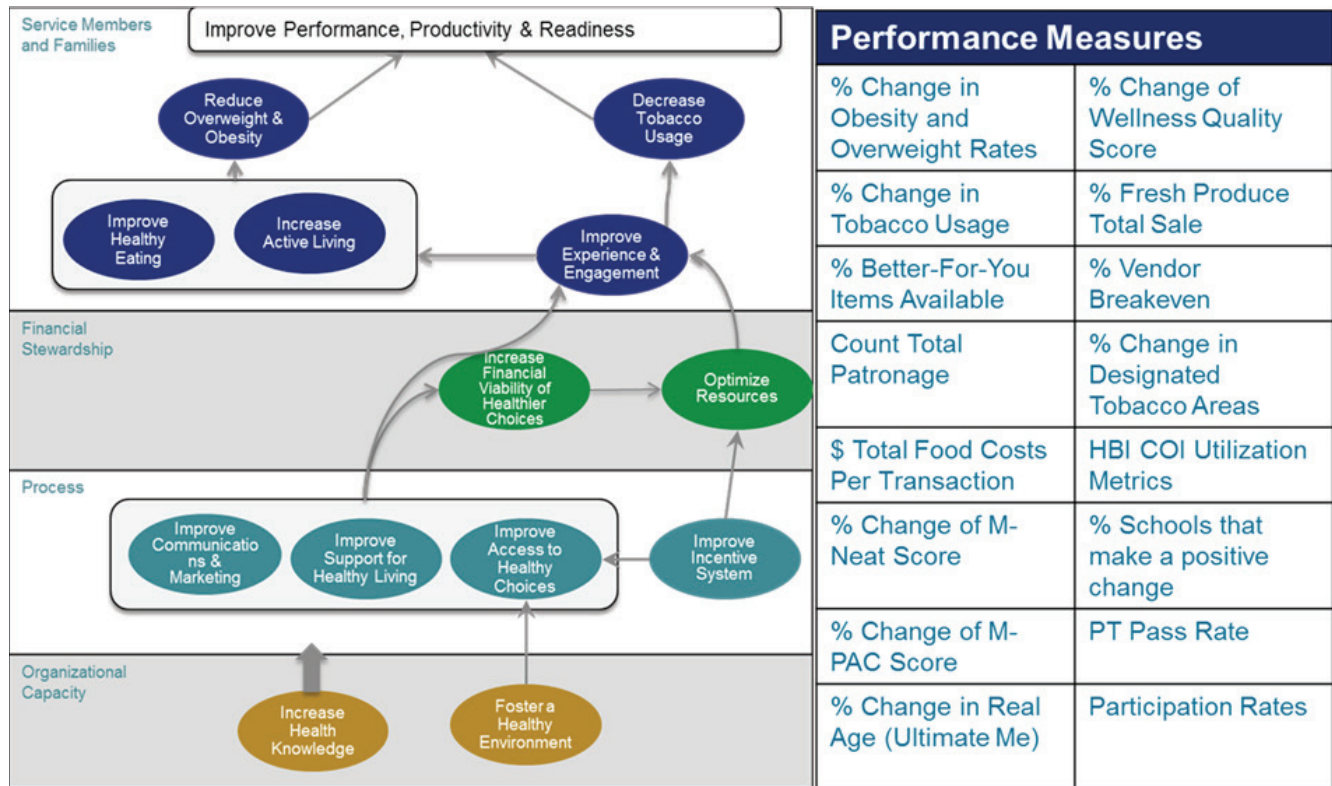 Service Members
and Families
Improve Performance, Productivity & Readiness
Reduce
Overweight &
Obesity
Decrease
Tobacco
Usage
Improve
Healthy
Eating
Increase
Active Living
Improve
Experience &
Engagement
Financial
Stewardship
Increase
Financial
Viability of
Healthier
Choices
Optimize
Resources
Process
Improve
Communicatio
ns &
Marketing
Improve
Support for
Healthy Living
Improve
Access to
Healthy
Choices
Improve
Incentive
System
Organizational
Capacity
Increase
Health
Knowledge
Foster a
Healthy
Environment
Performance Measures
% Change in
Obesity and
Overweight Rates
% Change of
Wellness Quality
Score
% Change in
Tobacco Usage
% Fresh Produce
Total Sale
% Better-For-You
Items Available
% Vendor
Breakeven
Count Total
Patronage
% Change in
Designated
Tobacco Areas
$ Total Food Costs
Per Transaction
HBI COI Utilization
Metrics
% Change of M-
Neat Score
% Schools that
make a positive
change
% Change of M-
PAC Score
PT Pass Rate
% Change in Real
Age (Ultimate Me)
Participation Rates